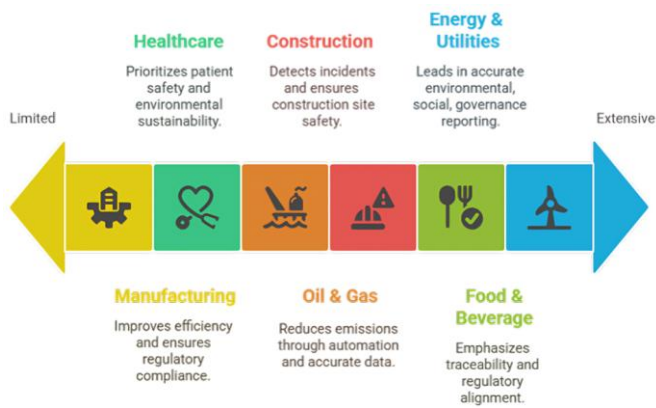 Healthcare
Prioritizes patient
safety and
environmental
sustainability.
Construction
Detects incidents
and ensures
construction site
safety.
Energy &
Utilities
Leads in accurate
environmental,
social, governance
reporting.
Limited
Extensive
Manufacturing
Improves efficiency
and ensures
regulatory
compliance.
Oil & Gas
Reduces emissions
through automation
and accurate data.
Food &
Beverage
Emphasizes
traceability and
regulatory
alignment.